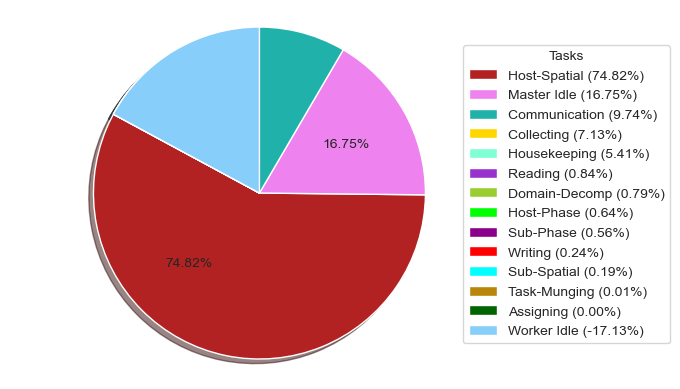 16.75%
74.82%
Tasks
Host-Spatial (74.82%)
Master Idle (16.75%)
Communication (9.74%)
Collecting (7.13%)
Housekeeping (5.41%)
Reading (0.84%)
Domain-Decomp (0.79%)
Host-Phase (0.64%)
Sub-Phase (0.56%)
Writing (0.24%)
Sub-Spatial (0.19%)
Task-Munging (0.01%)
Assigning (0.00%)
Worker Idle (-17.13%)